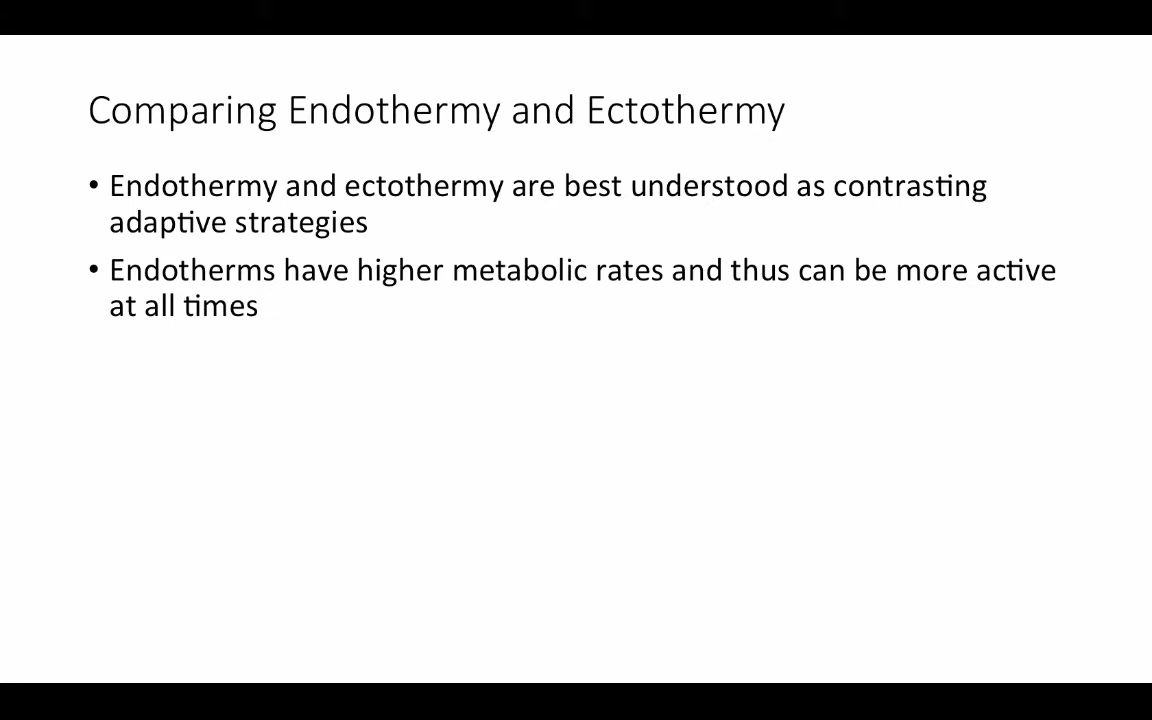 Comparing Endothermy and Ectothermy
• Endothermy and ectothermy are best understood as contrasting
adaptive strategies
• Endotherms have higher metabolic rates and thus can be more active
at all times